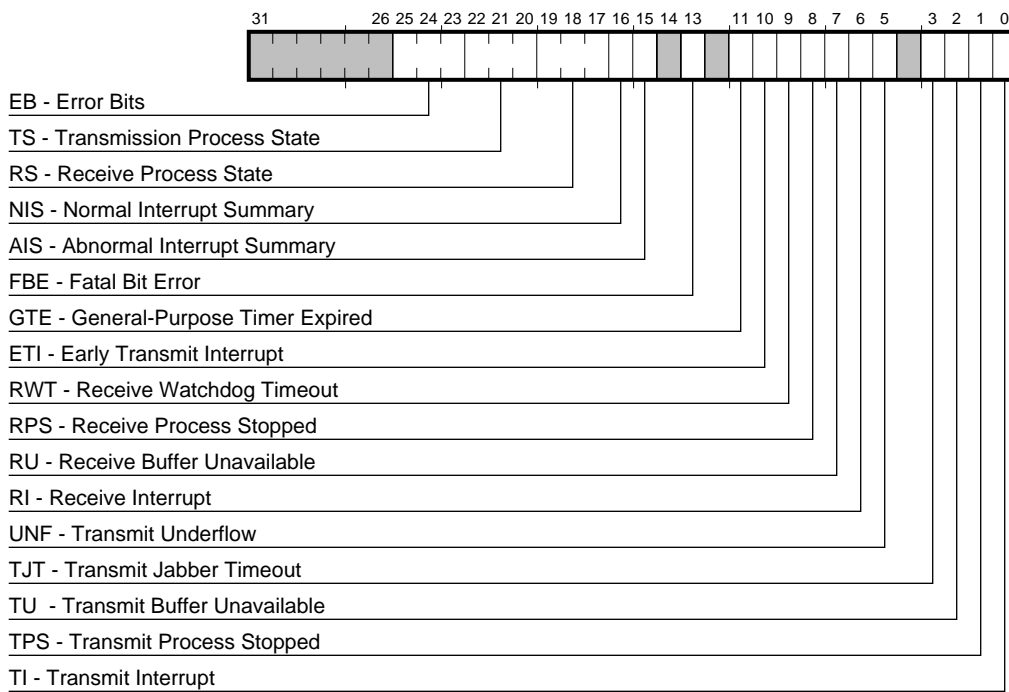 31 26 25 24 23 22 21 20 19 18 17 16 15 14 13 11 10 9 8 7 6 5 3 2 1 0
EB - Error Bits
TS - Transmission Process State
RS - Receive Process State
NIS - Normal Interrupt Summary
AIS - Abnormal Interrupt Summary
FBE - Fatal Bit Error
GTE - General-Purpose Timer Expired
ETI - Early Transmit Interrupt
RWT - Receive Watchdog Timeout
RPS - Receive Process Stopped
RU - Receive Buffer Unavailable
RI - Receive Interrupt
UNF - Transmit Underflow
TJT - Transmit Jabber Timeout
TU - Transmit Buffer Unavailable
TPS - Transmit Process Stopped
TI - Transmit Interrupt